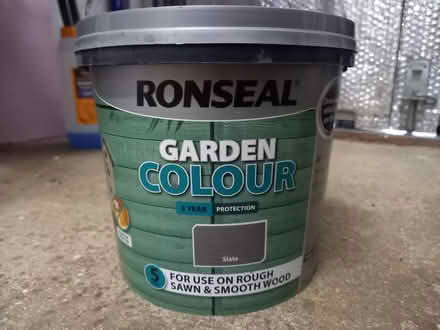 RONSEAL
GARDEN
COLOUR
5 YEAR PROTECTION
Slate
5
FOR USE ON ROUGH
SAWN & SMOOTH WOOD